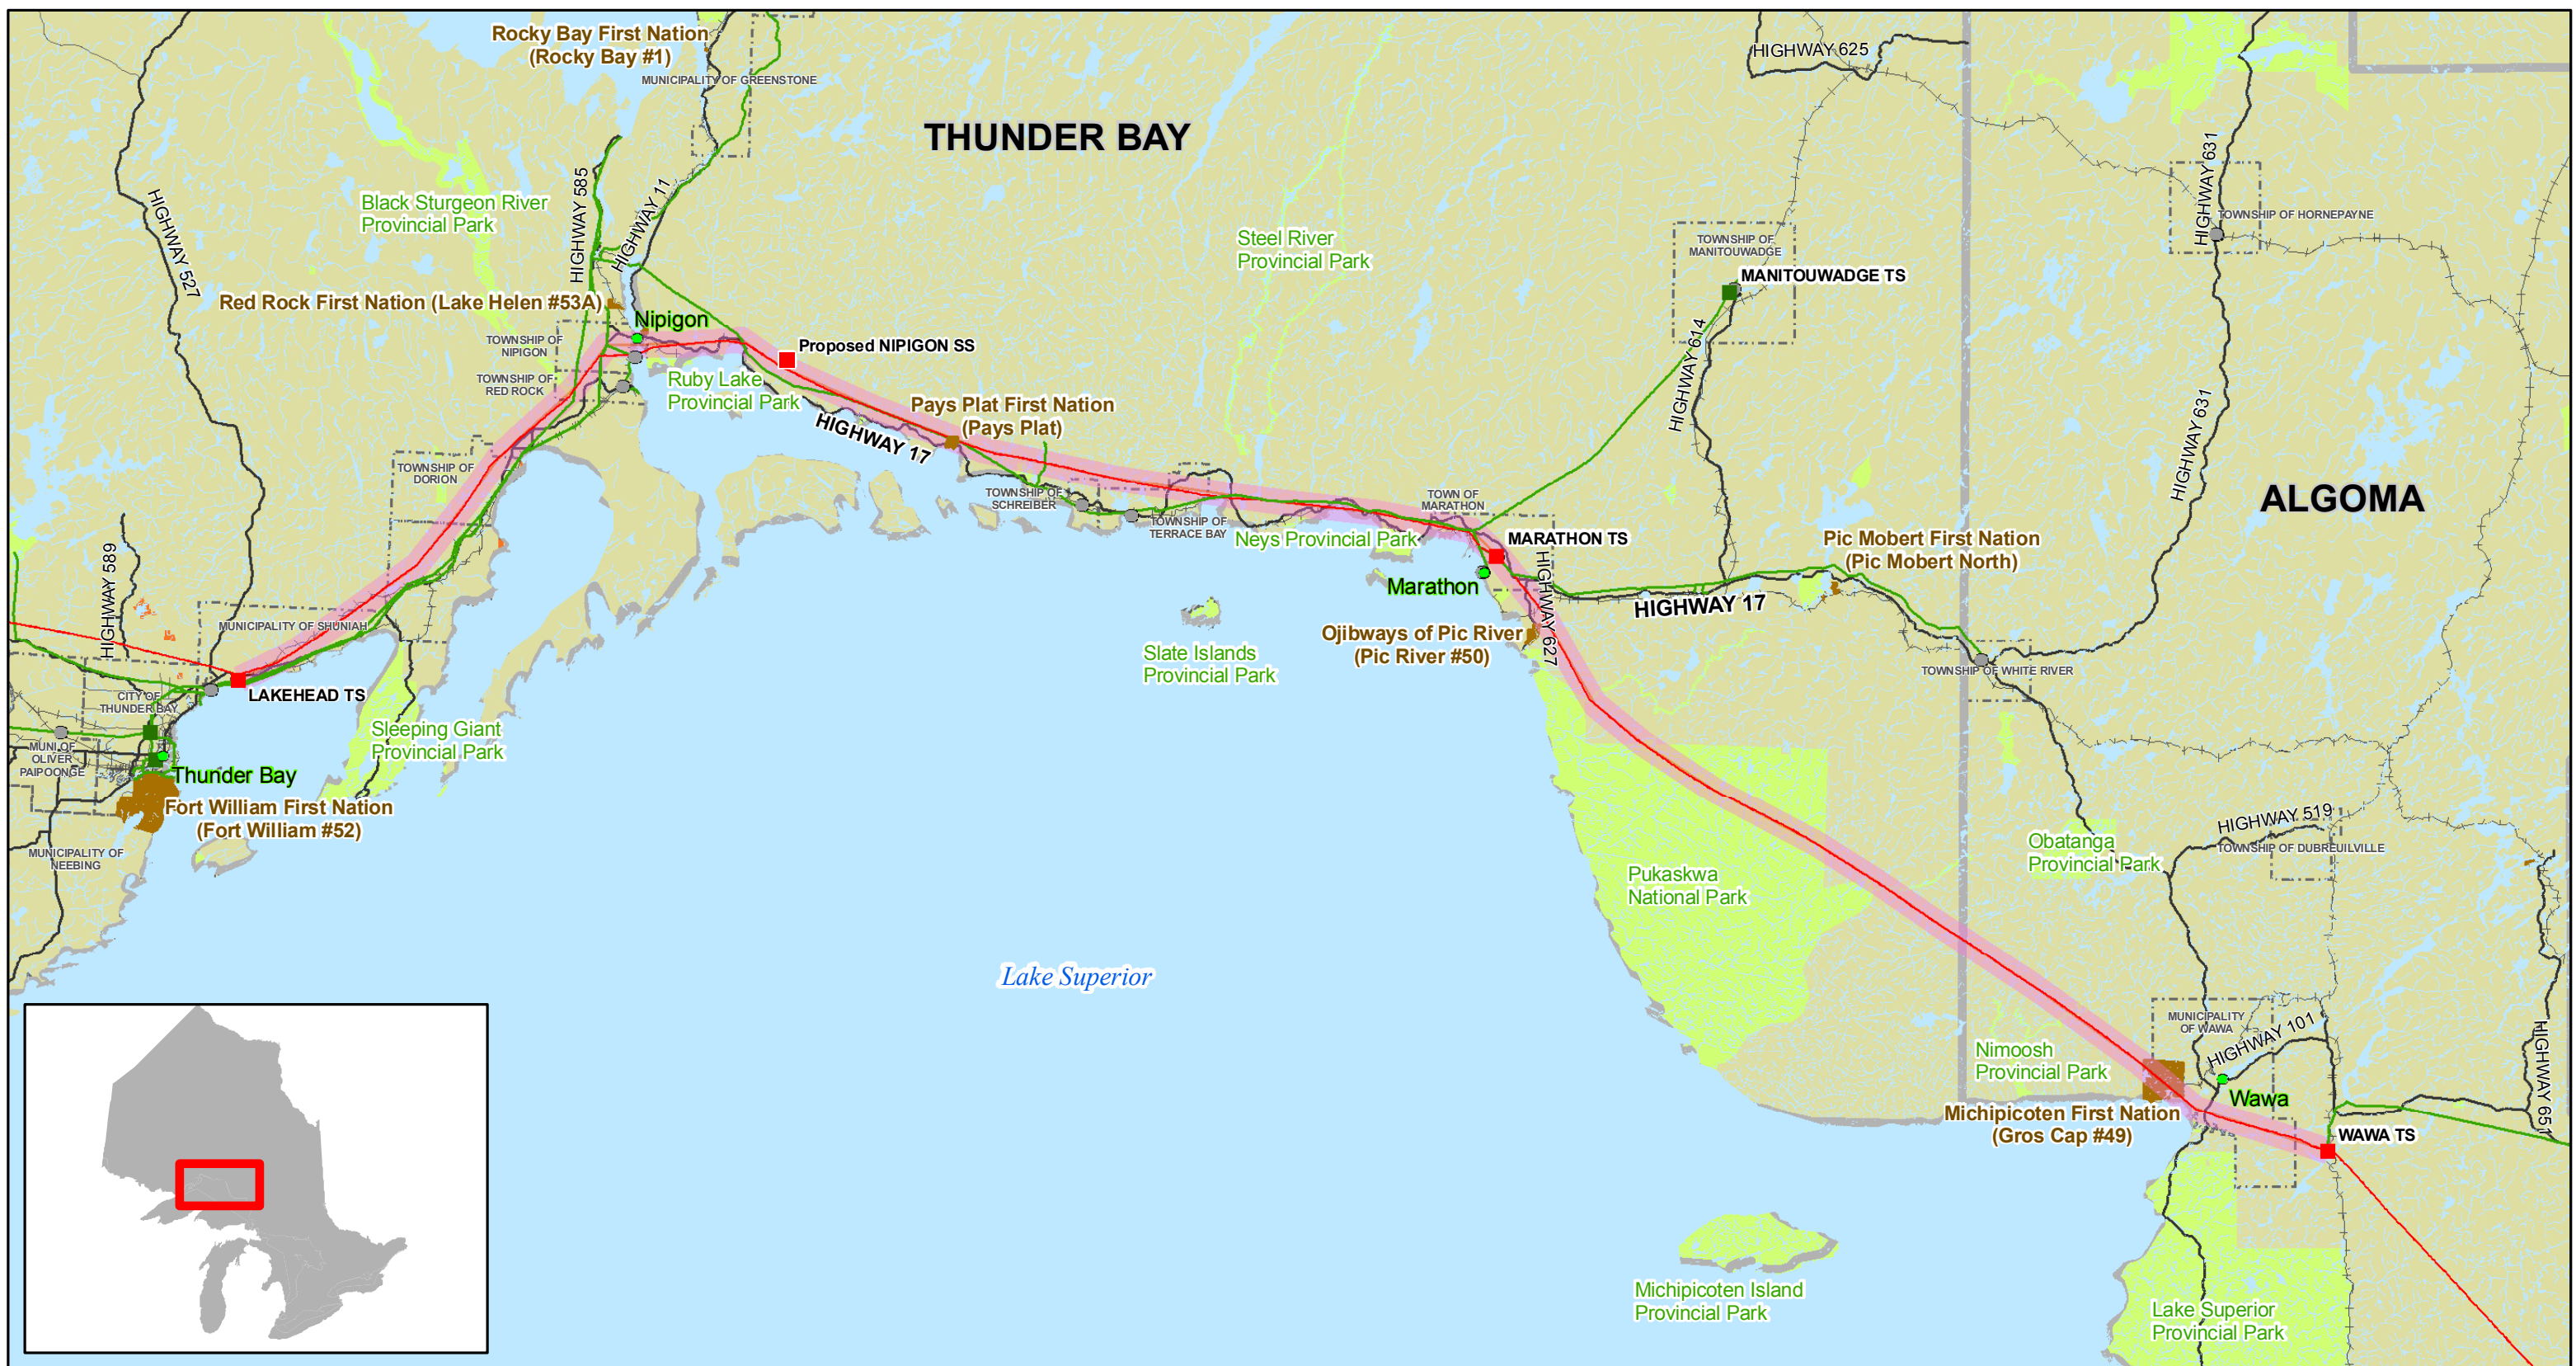 Rocky Bay First Nation
(Rocky Bay #1)
MUNICIPALITY OF GREENSTONE
THUNDER BAY
HIGHWAY 625
HIGHWAY 631
TOWNSHIP OF HORNEPAYNE
HIGHWAY 527
Black Sturgeon River
Provincial Park
HIGHWAY 585
HIGHWAY 11
Steel River
Provincial Park
TOWNSHIP OF
MANITOUWADGE
MANITOUWADGE TS
Red Rock First Nation (Lake Helen #53A)
Nipigon
TOWNSHIP OF
NIPIGON
Proposed NIPIGON SS
TOWNSHIP OF
RED ROCK
Ruby Lake
Provincial Park
HIGHWAY 614
HIGHWAY 631
Pays Plat First Nation
(Pays Plat)
HIGHWAY 17
TOWNSHIP OF
DORION
TOWNSHIP OF
SCHREIBER
TOWNSHIP OF
TERRACE BAY
TOWN OF
MARATHON
Neys Provincial Park
MARATHON TS
Marathon
HIGHWAY 627
ALGOMA
Pic Mobert First Nation
(Pic Mobert North)
HIGHWAY 17
HIGHWAY 589
MUNICIPALITY OF SHUNIAH
Ojibways of Pic River
(Pic River #50)
Slate Islands
Provincial Park
TOWNSHIP OF WHITE RIVER
LAKEHEAD TS
CITY OF
THUNDER BAY
Sleeping Giant
Provincial Park
MUNI OF
OLIVER
PAIPOONGE
Thunder Bay
Fort William First Nation
(Fort William #52)
MUNICIPALITY OF
NEEBING
HIGHWAY 519
TOWNSHIP OF DUBREUILVILLE
Obatanga
Provincial Park
Pukaskwa
National Park
Lake Superior
MUNICIPALITY
OF WAWA
HIGHWAY 101
HIGHWAY 651
Nimoosh
Provincial Park
Wawa
Michipicoten First Nation
(Gros Cap #49)
WAWA TS
Michipicoten Island
Provincial Park
Lake Superior
Provincial Park